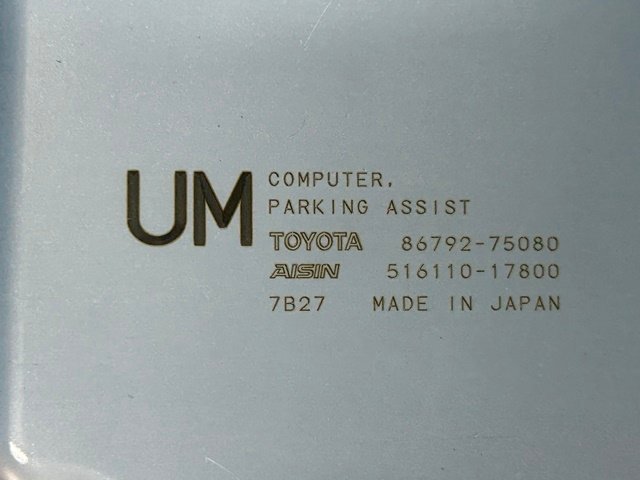 UM
COMPUTER,
PARKING ASSIST
TOYOTA 86792-75080
AISIN 516110-17800
7B27 MADE IN JAPAN